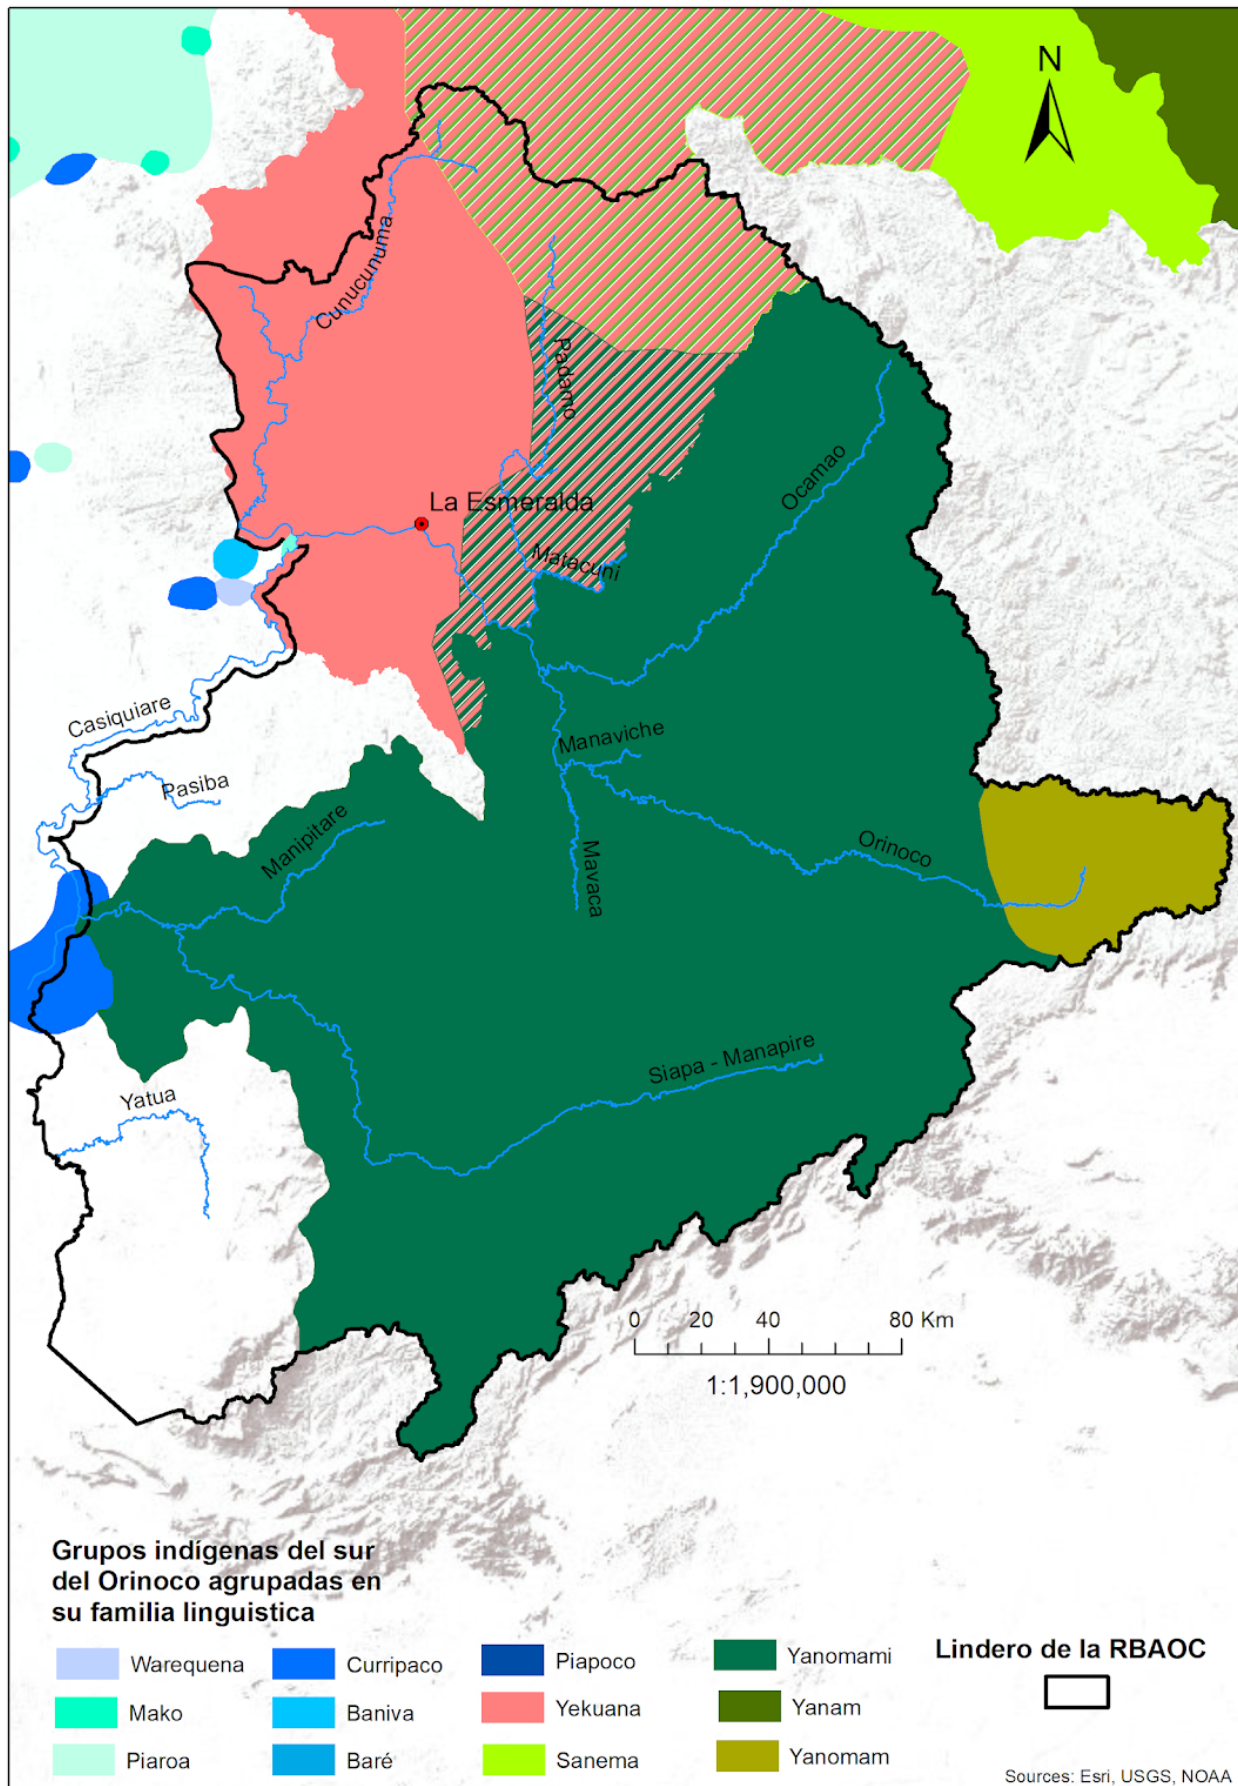 N
Cunucunuma
Padamo
Ocamao
La Esmeralda
Matacuni
Casiquiare
Manaviche
Pasiba
Manipitare
Mavaca
Orinoco
Siapa - Manapire
Yatua
0 20 40 80 Km
1:1,900,000
Grupos indígenas del sur
del Orinoco agrupadas en
su familia linguistica
Warequena Curripaco Piapoco Yanomami
Mako Baniva Yekuana Yanam
Piaroa Baré Sanema Yanomam
Lindero de la RBAOC
Sources: Esri, USGS, NOAA